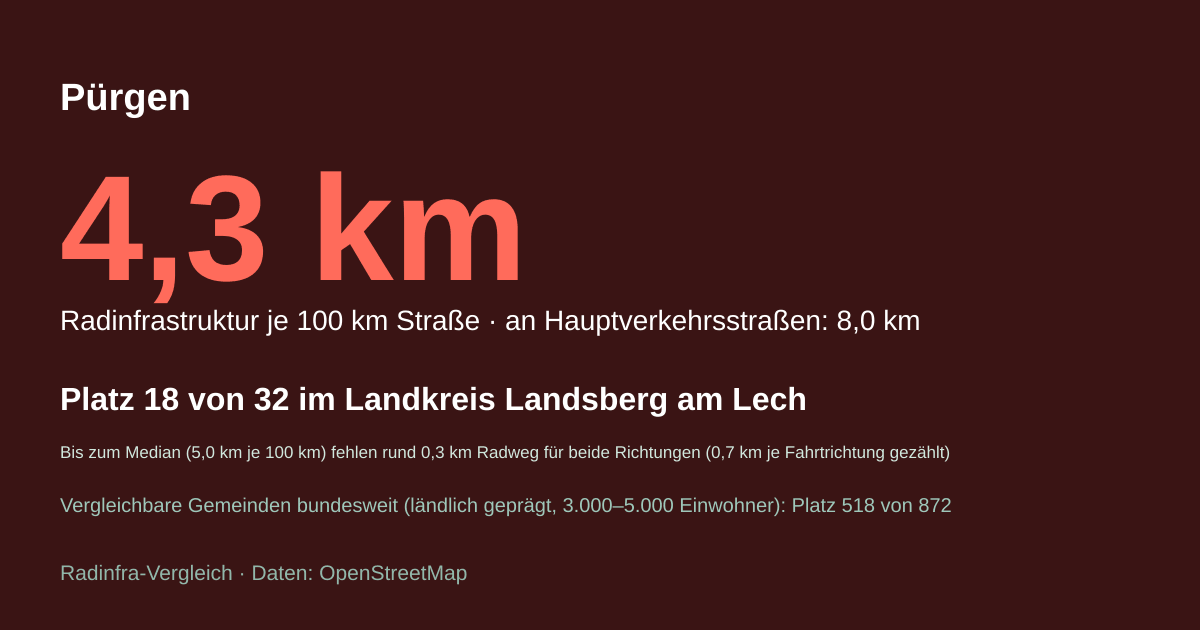 Pürgen
4,3 km
Radinfrastruktur je 100 km Straße · an Hauptverkehrsstraßen: 8,0 km
Platz 18 von 32 im Landkreis Landsberg am Lech
Bis zum Median (5,0 km je 100 km) fehlen rund 0,3 km Radweg für beide Richtungen (0,7 km je Fahrtrichtung gezählt)
Vergleichbare Gemeinden bundesweit (ländlich geprägt, 3.000–5.000 Einwohner): Platz 518 von 872
Radinfra-Vergleich · Daten: OpenStreetMap